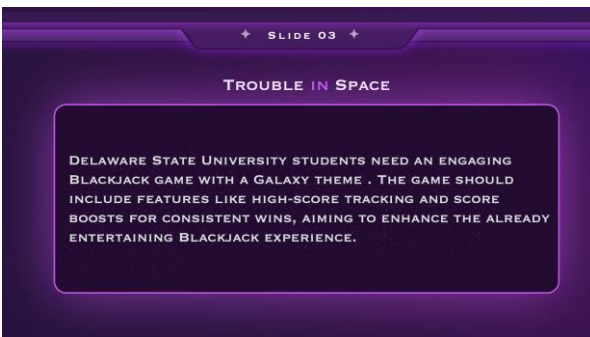 ✦ Slide 03 ✦
Trouble in Space
Delaware State University students need an engaging
Blackjack game with a Galaxy theme . The game should
include features like high-score tracking and score
boosts for consistent wins, aiming to enhance the already
entertaining Blackjack experience.